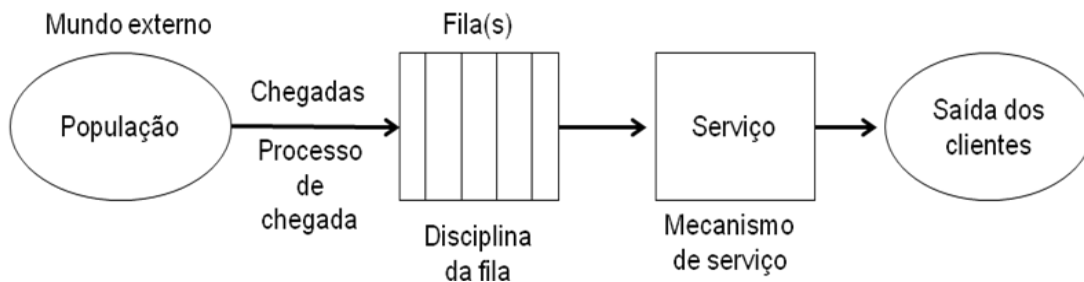 Mundo externo
População
Chegadas
Processo
de
chegada
Fila(s)
Disciplina
da fila
Serviço
Mecanismo
de serviço
Saída dos
clientes